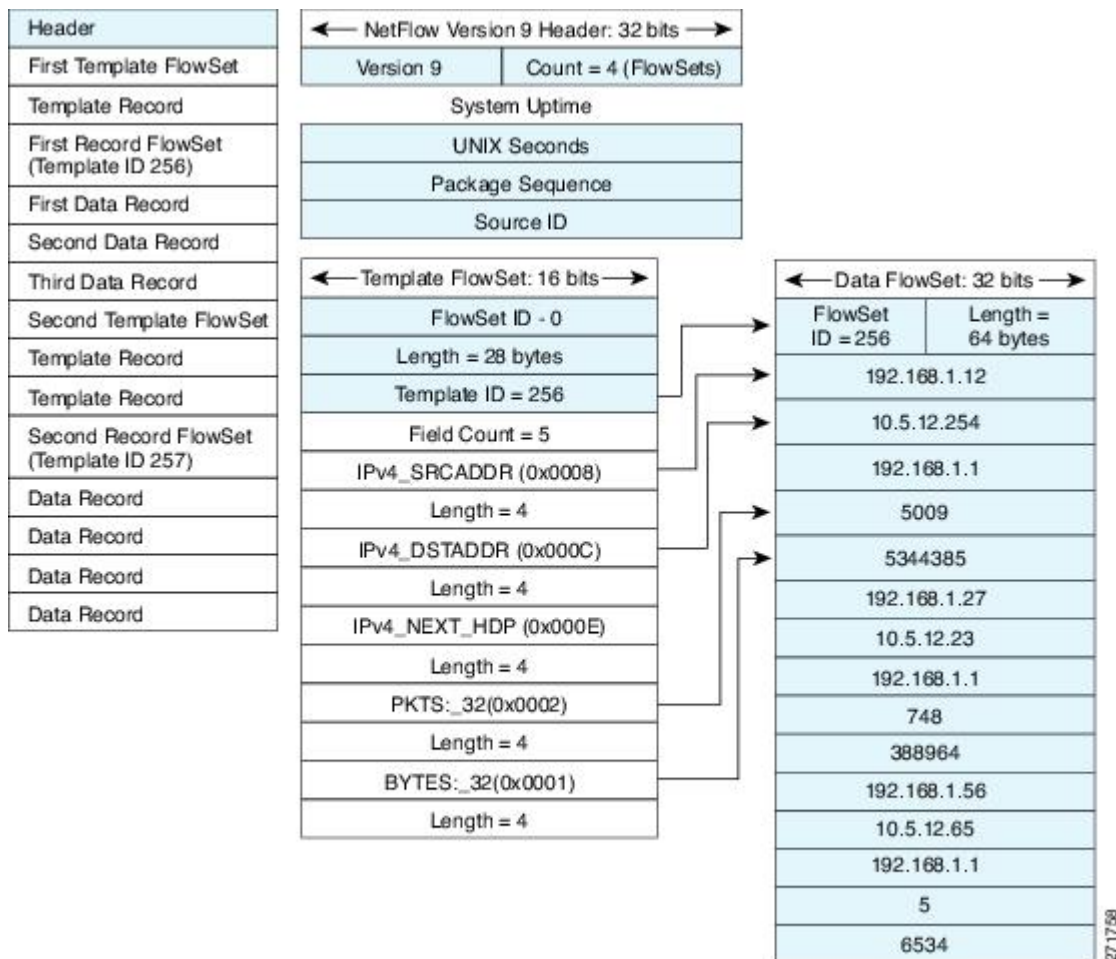 Header
First Template FlowSet
Template Record
First Record FlowSet
(Template ID 256)
First Data Record
Second Data Record
Third Data Record
Second Template FlowSet
Template Record
Template Record
Second Record FlowSet
(Template ID 257)
Data Record
Data Record
Data Record
Data Record
NetFlow Version 9 Header: 32 bits
Version 9
Count = 4 (FlowSets)
System Uptime
UNIX Seconds
Package Sequence
Source ID
Template FlowSet: 16 bits
FlowSet ID - 0
Length = 28 bytes
Template ID = 256
Field Count = 5
IPv4_SRCADDR (0x0008)
Length = 4
IPv4_DSTADDR (0x000C)
Length = 4
IPv4_NEXT_HDP (0x000E)
Length = 4
PKTS:_32(0x0002)
Length = 4
BYTES:_32(0x0001)
Length = 4
Data FlowSet: 32 bits
FlowSet
ID = 256
Length =
64 bytes
192.168.1.12
10.5.12.254
192.168.1.1
5009
5344385
192.168.1.27
10.5.12.23
192.168.1.1
748
388964
192.168.1.56
10.5.12.65
192.168.1.1
5
6534
271758